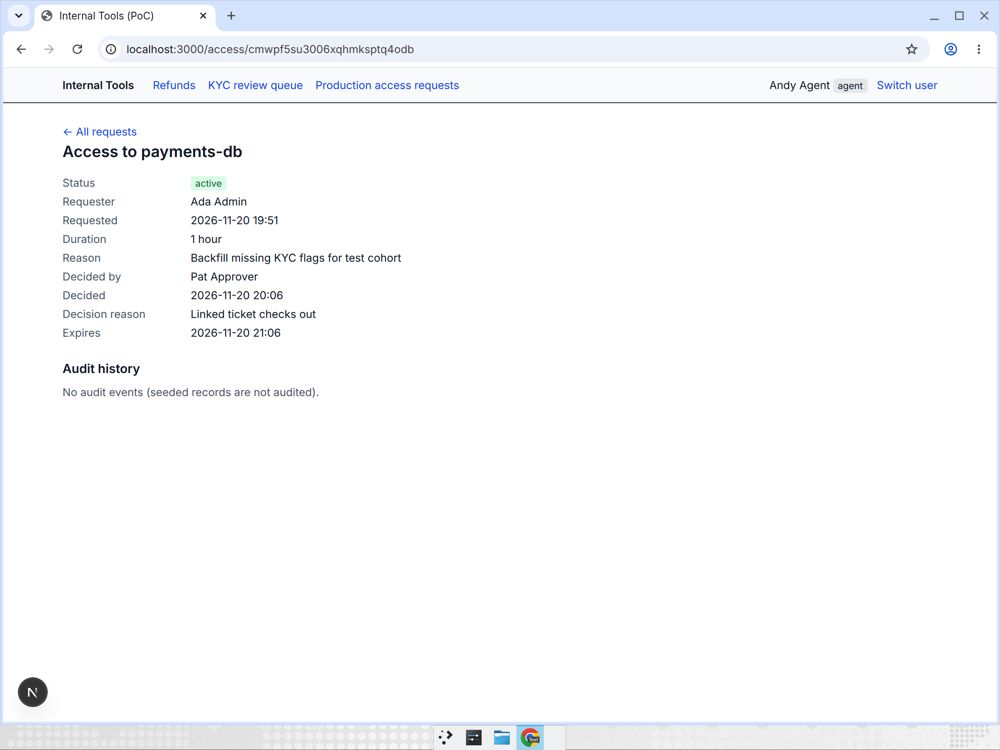 Internal Tools (PoC)
localhost:3000/access/cmwpf5su3006xqhmksptq4odb
Internal Tools Refunds KYC review queue Production access requests Andy Agent agent Switch user
← All requests
Access to payments-db
Status active
Requester Ada Admin
Requested 2026-11-20 19:51
Duration 1 hour
Reason Backfill missing KYC flags for test cohort
Decided by Pat Approver
Decided 2026-11-20 20:06
Decision reason Linked ticket checks out
Expires 2026-11-20 21:06
Audit history
No audit events (seeded records are not audited).
N